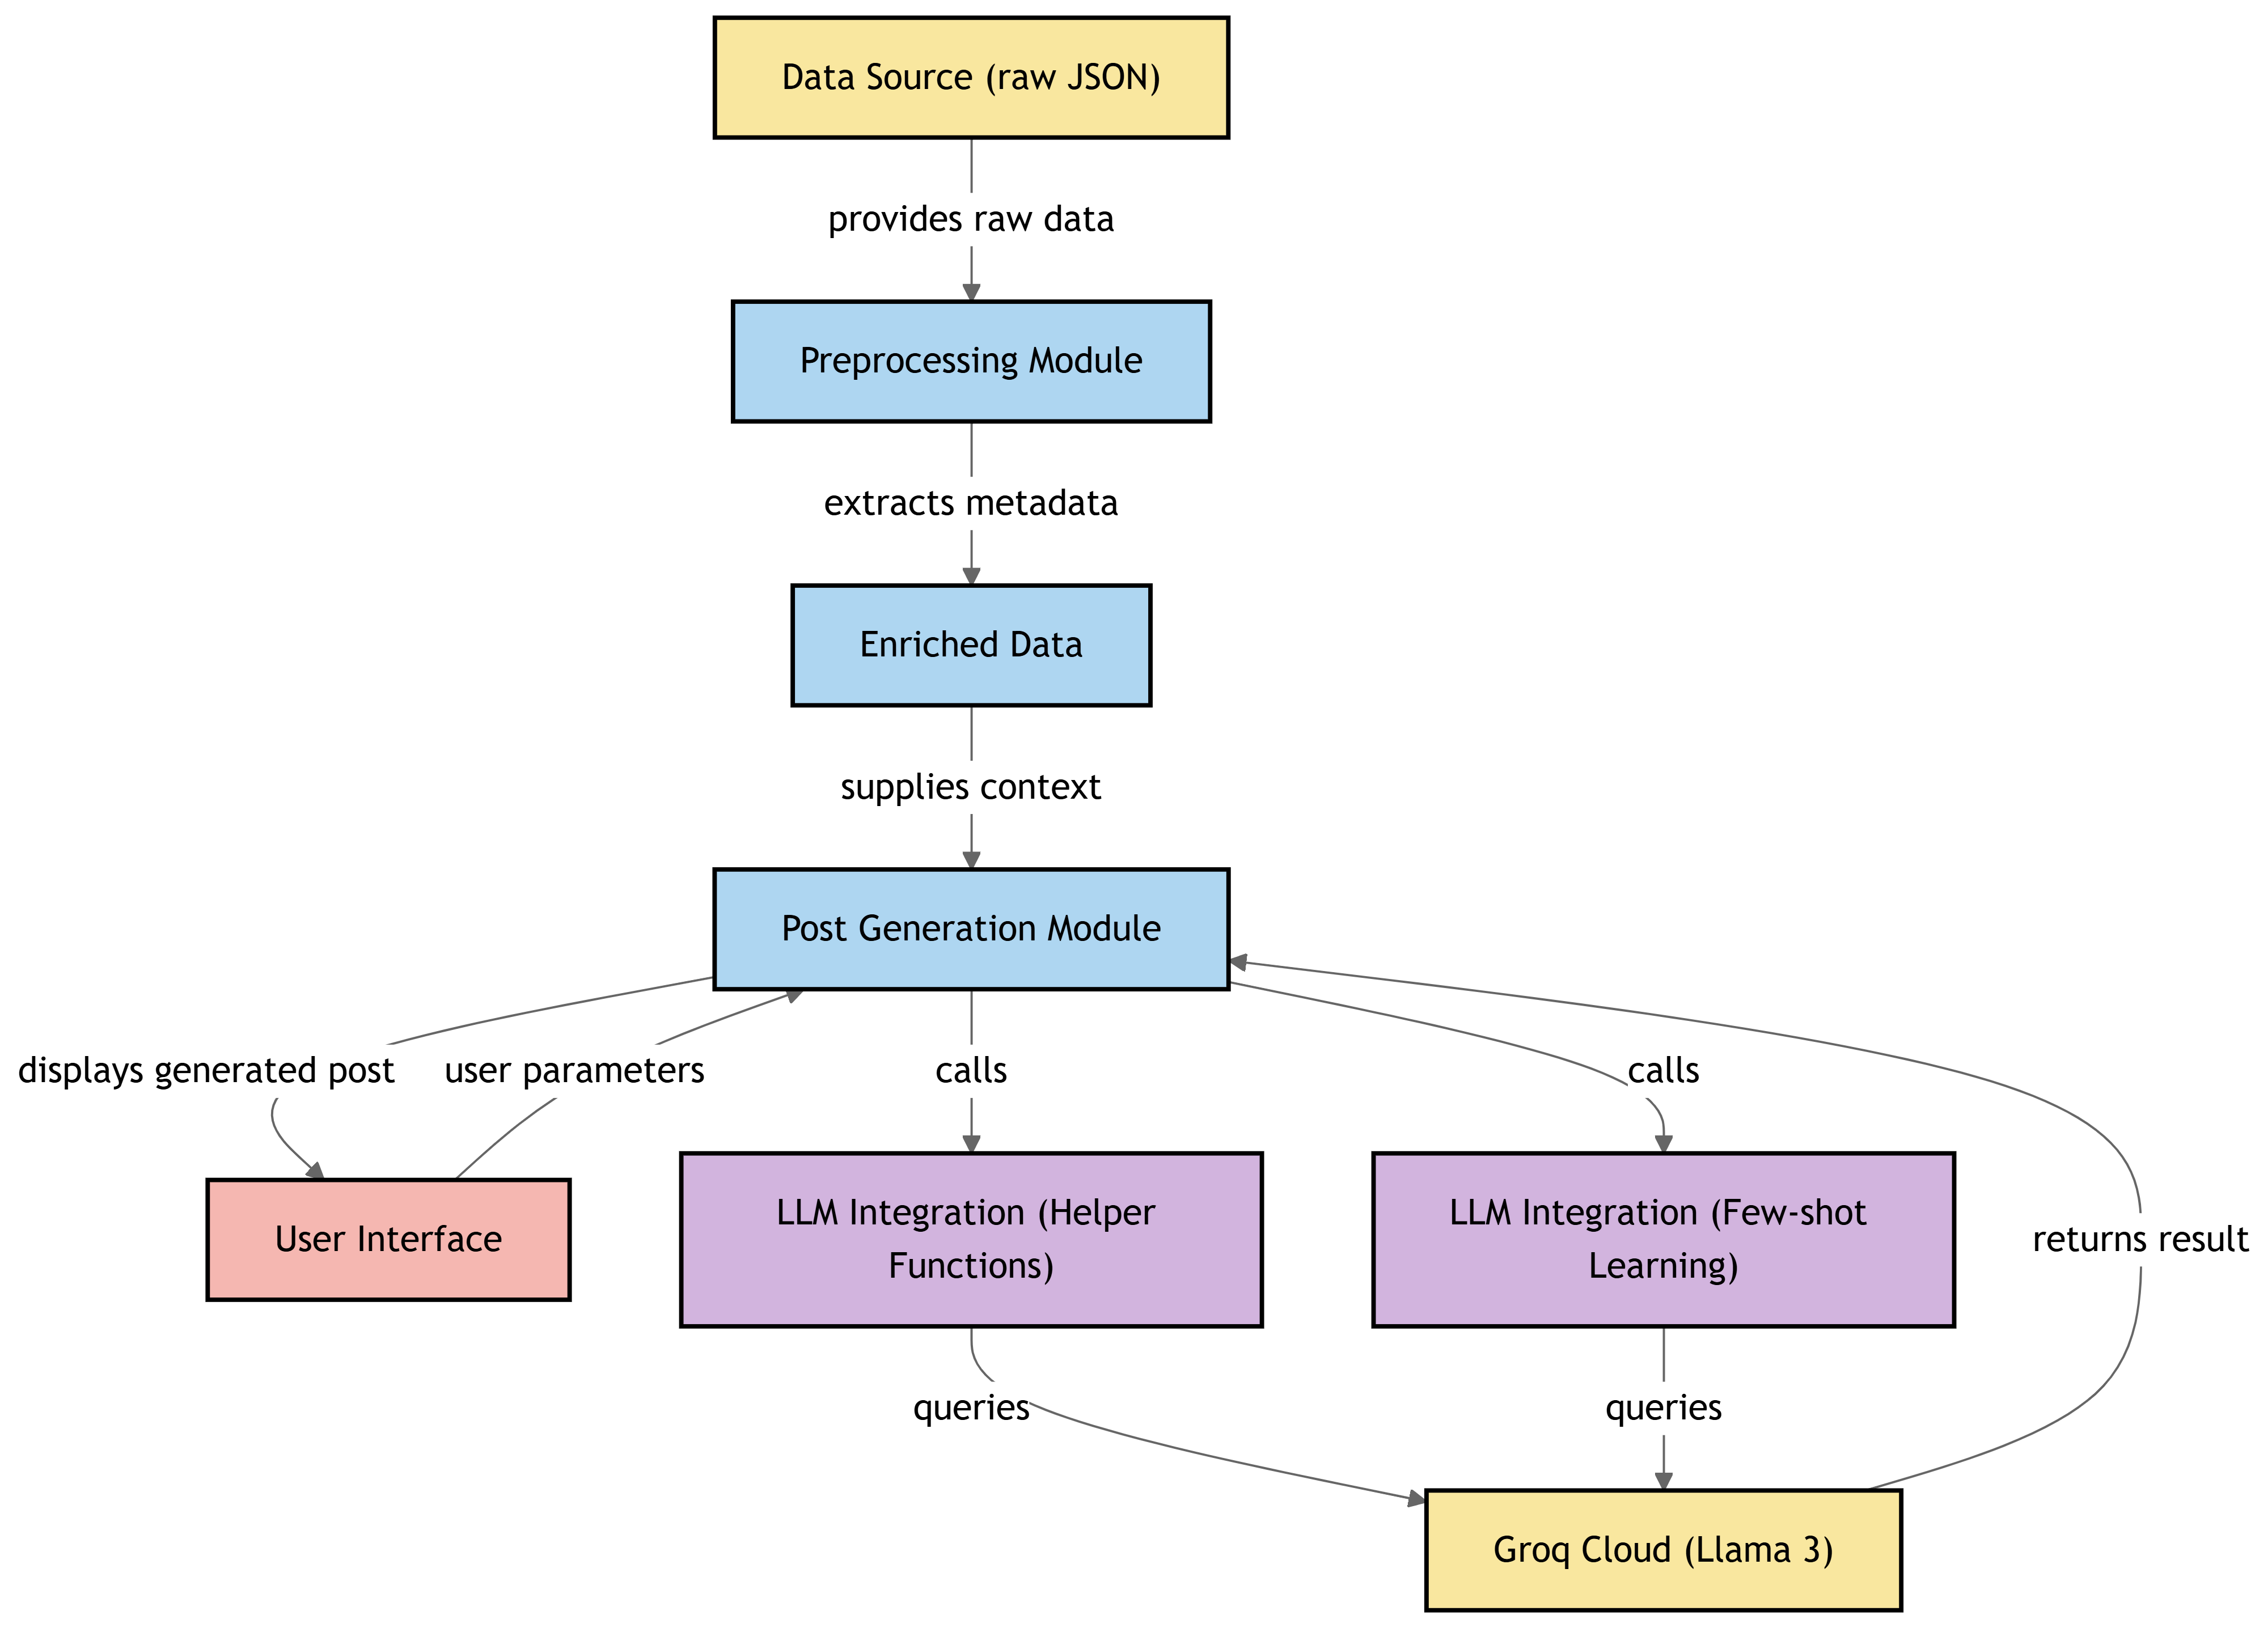 Data Source (raw JSON)
provides raw data
Preprocessing Module
extracts metadata
Enriched Data
supplies context
Post Generation Module
displays generated post
user parameters
calls
calls
User Interface
LLM Integration (Helper
Functions)
LLM Integration (Few-shot
Learning)
returns result
queries
queries
Groq Cloud (Llama 3)